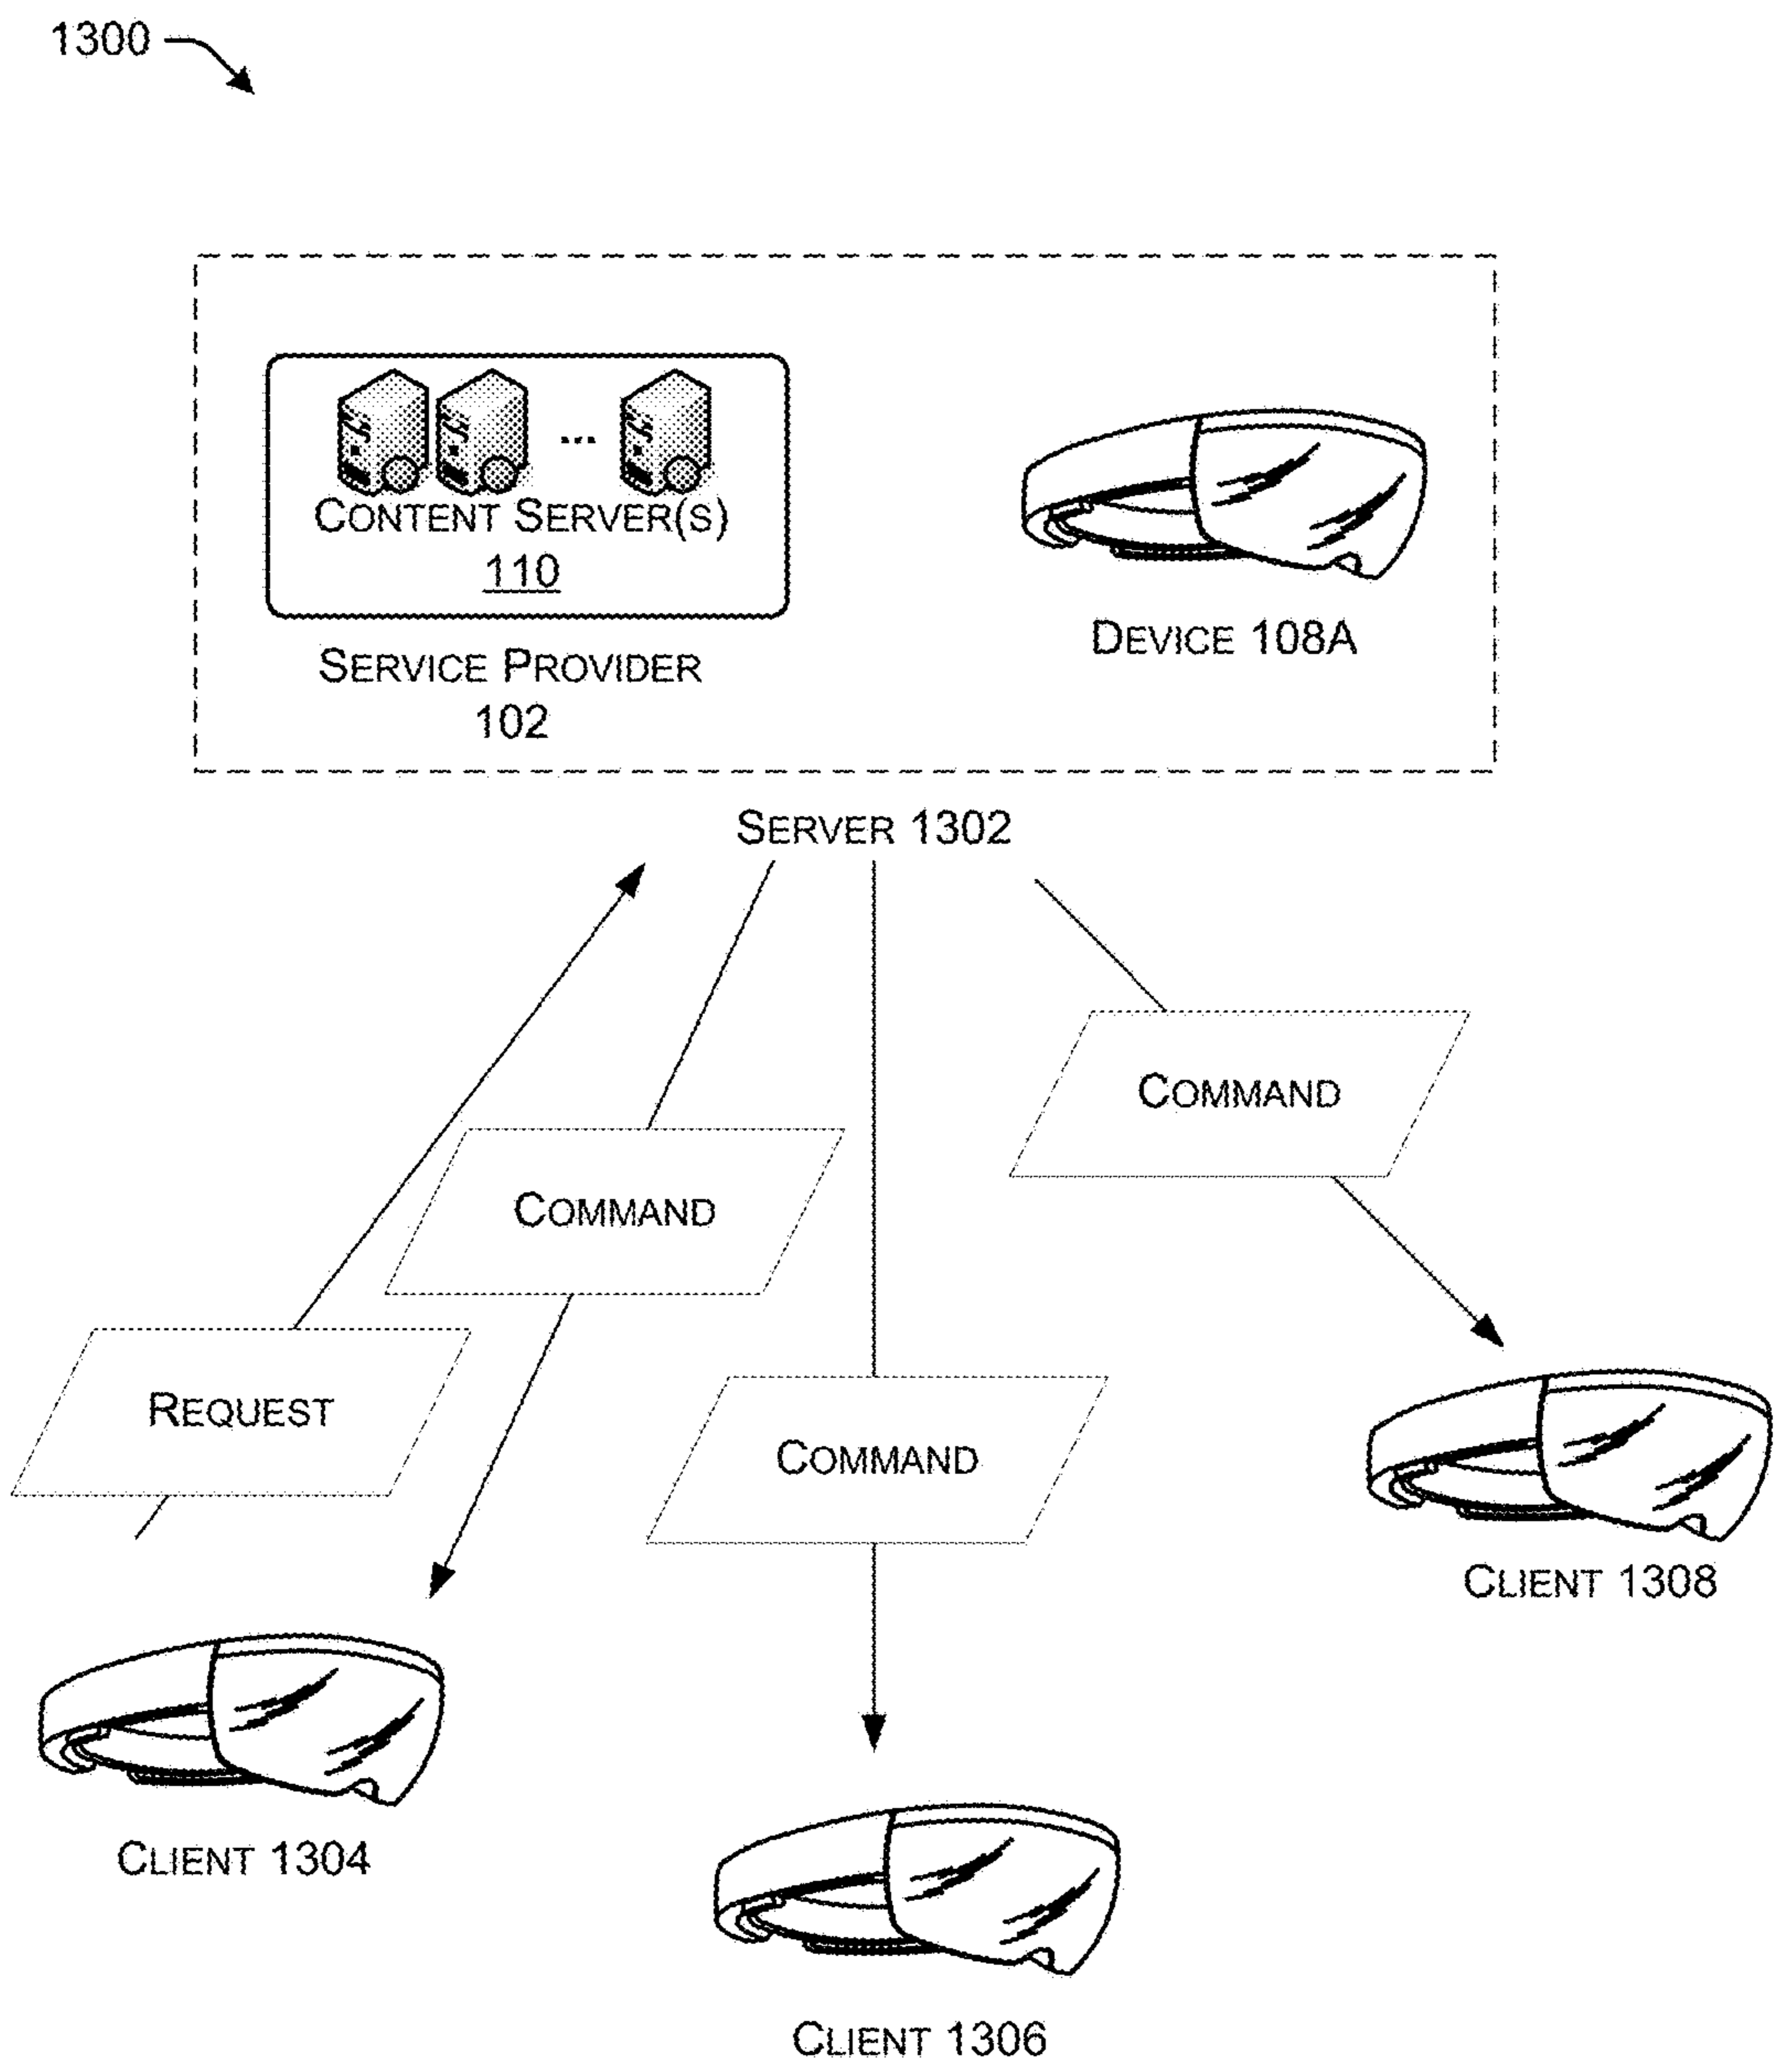 1300
CONTENT SERVER(S)
110
SERVICE PROVIDER
102
DEVICE 108A
SERVER 1302
COMMAND
COMMAND
REQUEST
COMMAND
CLIENT 1308
CLIENT 1304
CLIENT 1306